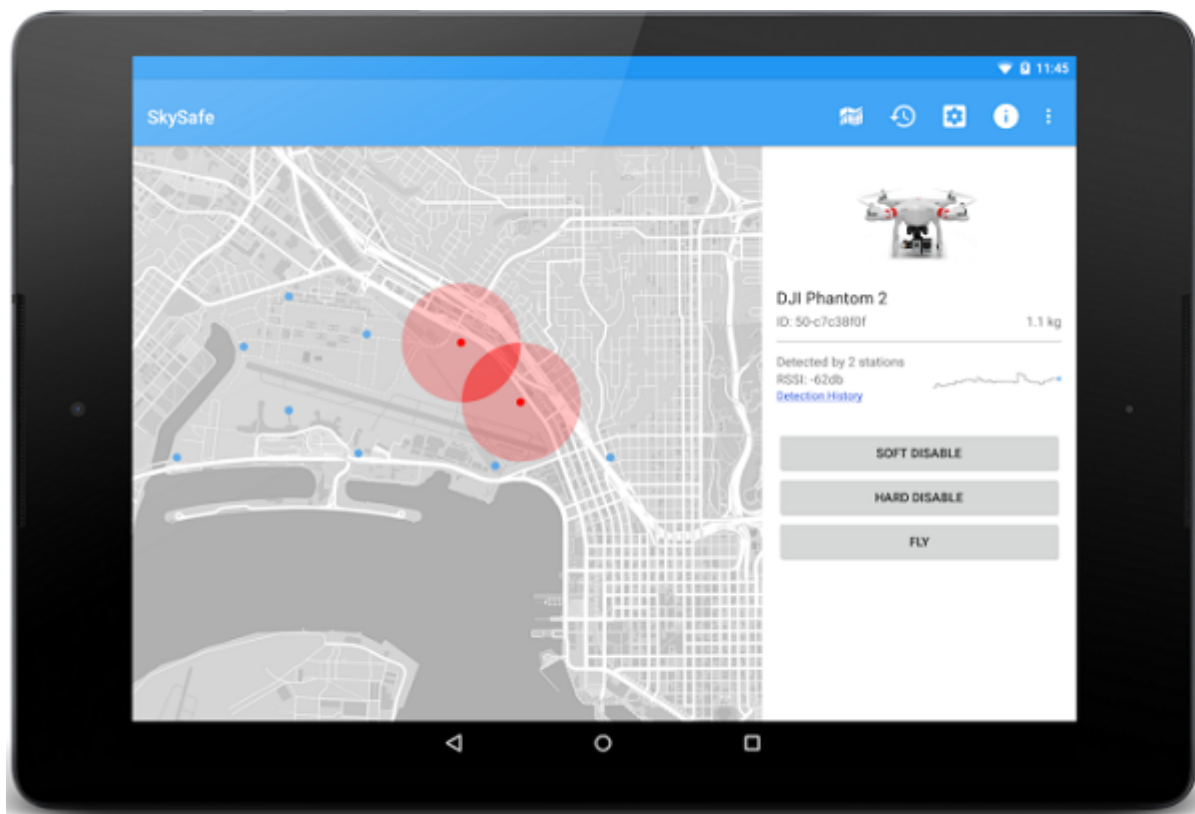 11:45
SkySafe
DJI Phantom 2
ID: 50-c7c38f0f 1.1 kg
Detected by 2 stations
RSSI: -62db
Detection History
SOFT DISABLE
HARD DISABLE
FLY